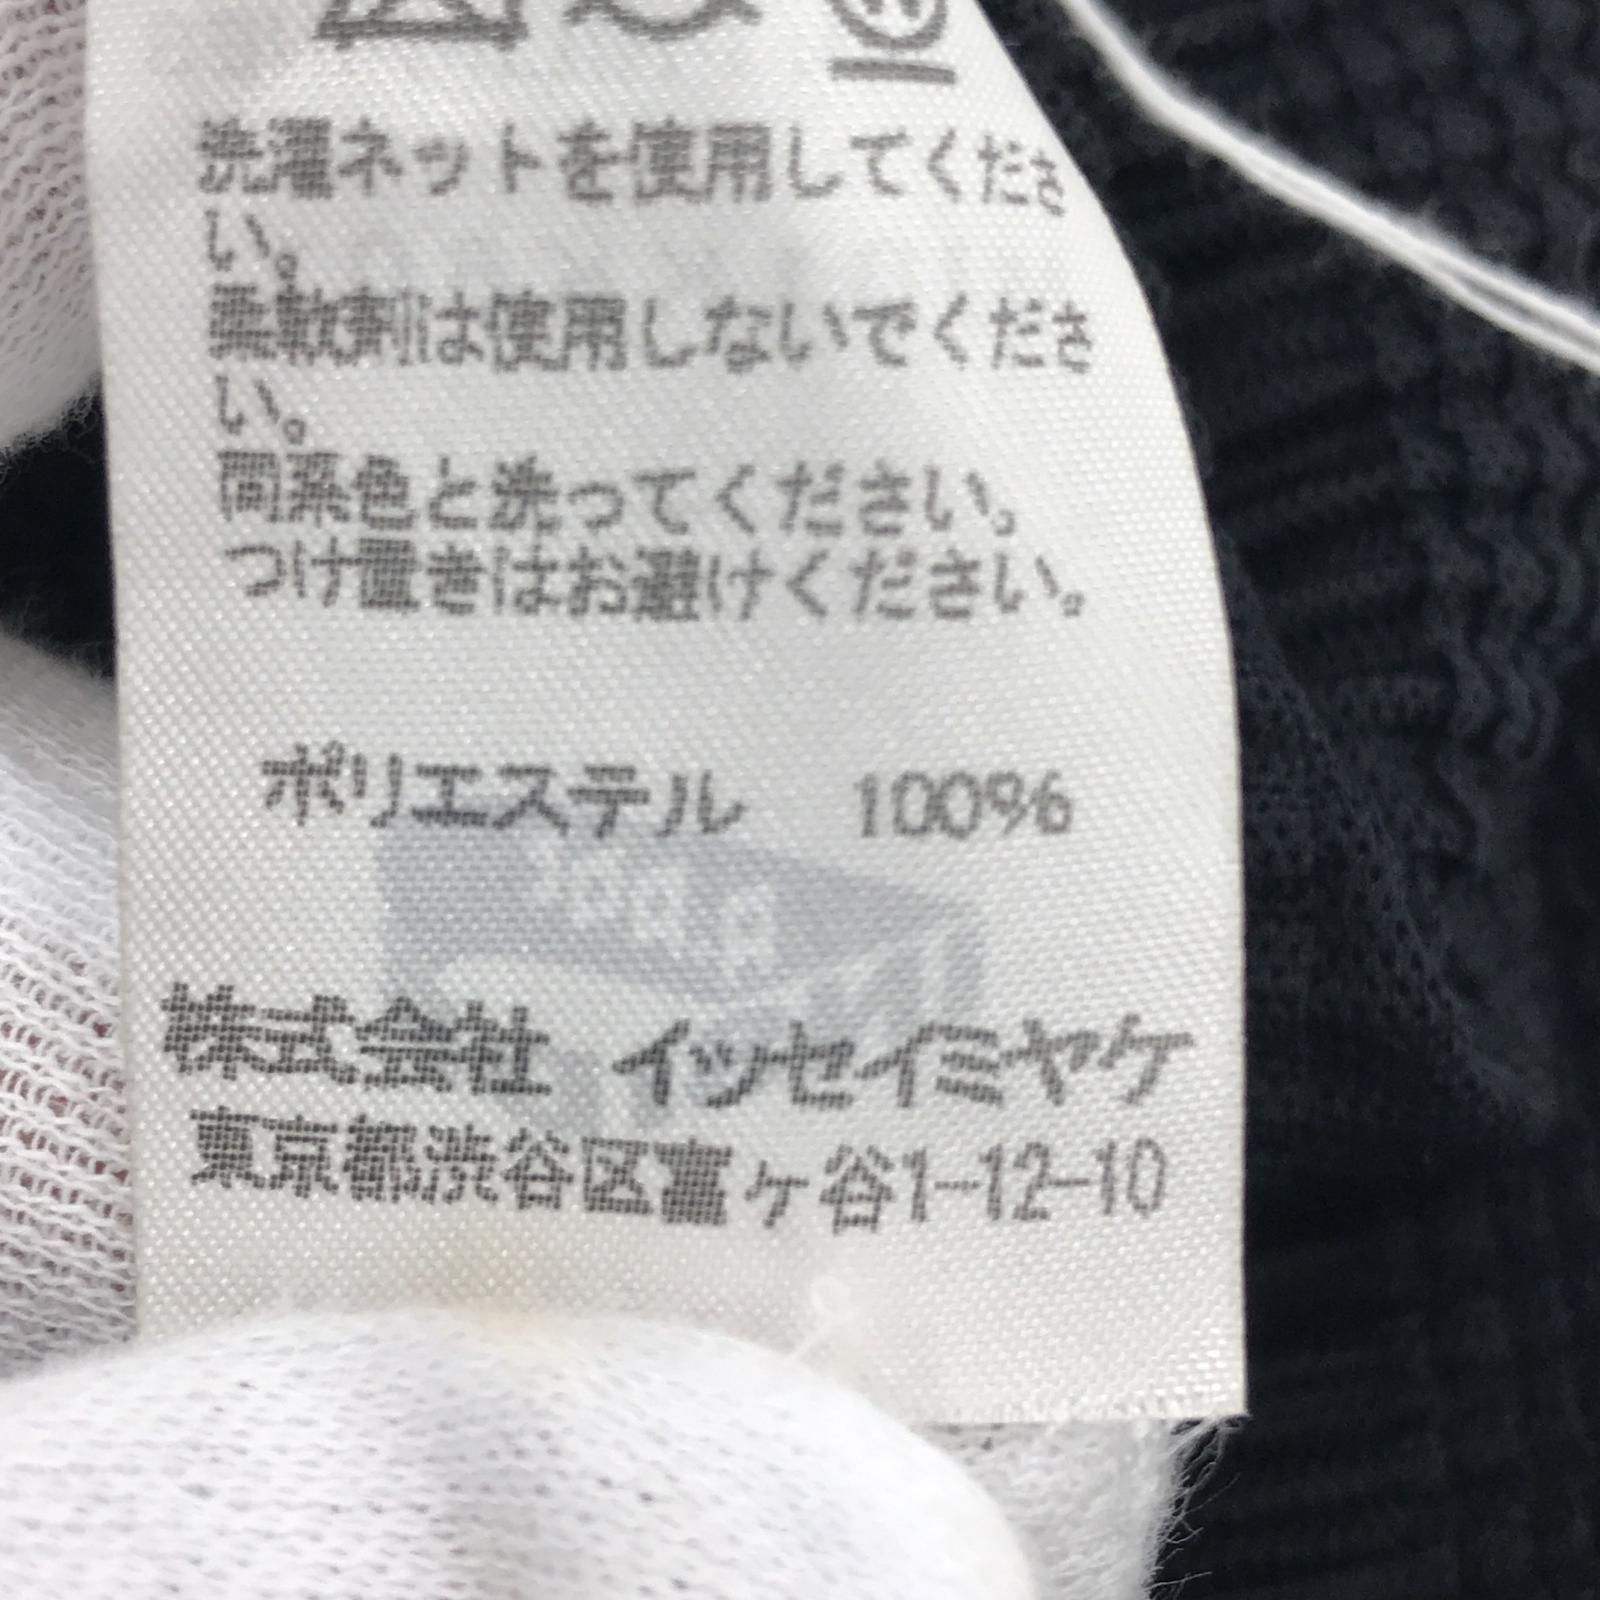 洗濯ネットを使用してくださ
い。
柔軟剤は使用しないでくださ
い。
同系色と洗ってください。
つけ置きはお避けください。
ポリエステル 100%
株式会社 イッセイミヤケ
東京都渋谷区富ヶ谷1-12-10